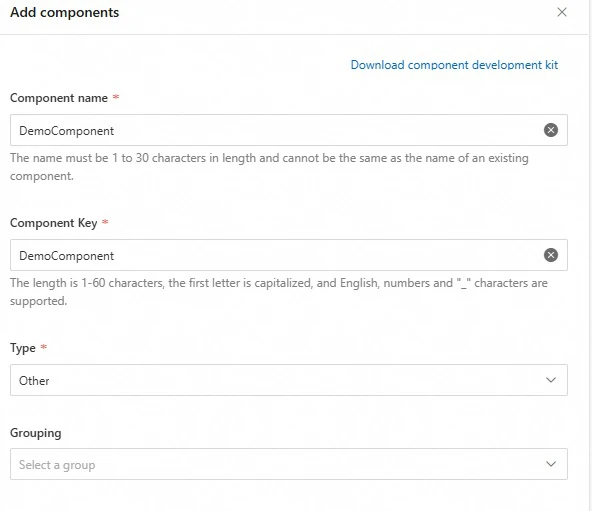 Add components
Download component development kit
Component name *
DemoComponent
The name must be 1 to 30 characters in length and cannot be the same as the name of an existing
component.
Component Key *
DemoComponent
The length is 1-60 characters, the first letter is capitalized, and English, numbers and "_" characters are
supported.
Type *
Other
Grouping
Select a group